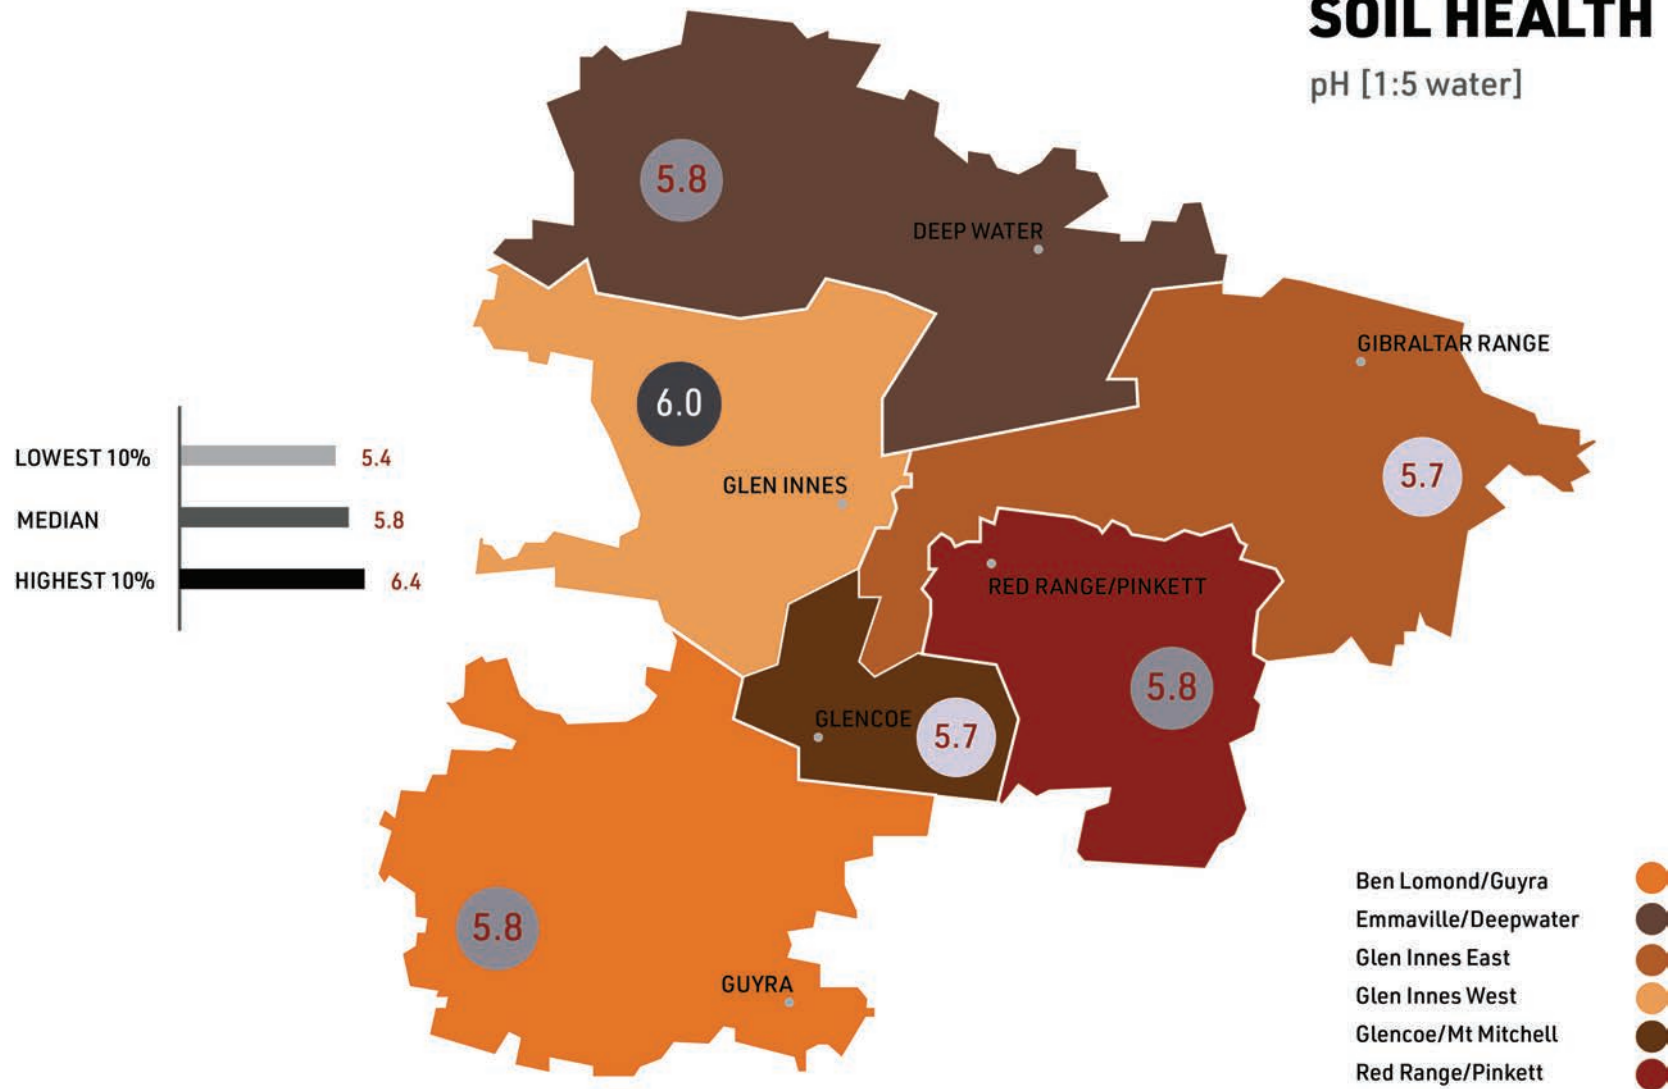 SOIL HEALTH
pH [1:5 water]
5.8
DEEP WATER
GIBRALTAR RANGE
6.0
5.7
GLEN INNES
LOWEST 10% 5.4
MEDIAN 5.8
HIGHEST 10% 6.4
RED RANGE/PINKETT
5.8
GLENCOE
5.7
5.8
GUYRA
Ben Lomond/Guyra
Emmaville/Deepwater
Glen Innes East
Glen Innes West
Glencoe/Mt Mitchell
Red Range/Pinkett